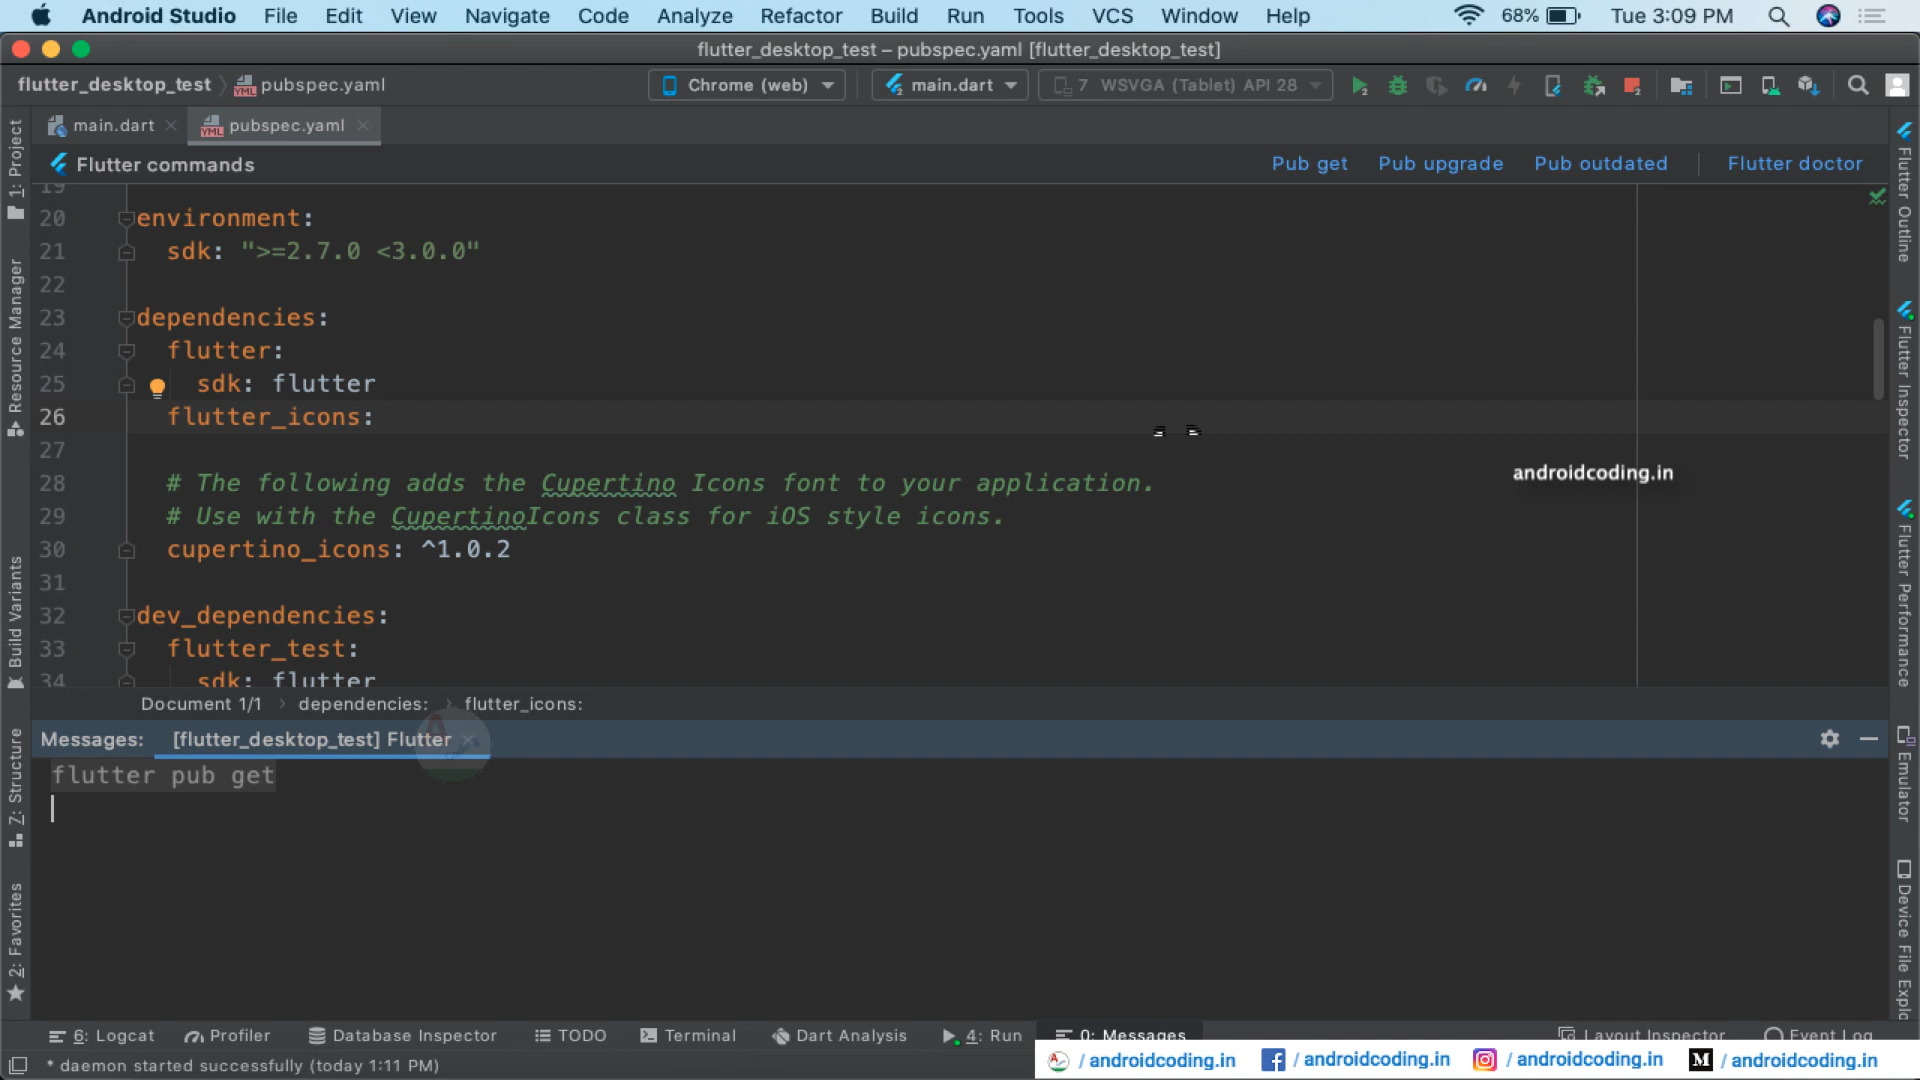 Android Studio File Edit View Navigate Code Analyze Refactor Build Run Tools VCS Window Help 68% Tue 3:09 PM
flutter_desktop_test – pubspec.yaml [flutter_desktop_test]
flutter_desktop_test pubspec.yaml Chrome (web) main.dart 7 WSVGA (Tablet) API 28
main.dart pubspec.yaml
Flutter commands Pub get Pub upgrade Pub outdated Flutter doctor
19
20 environment:
21 sdk: ">=2.7.0 <3.0.0"
22
23 dependencies:
24 flutter:
25 sdk: flutter
26 flutter_icons:
27
28 # The following adds the Cupertino Icons font to your application.
29 # Use with the CupertinoIcons class for iOS style icons.
30 cupertino_icons: ^1.0.2
31
32 dev_dependencies:
33 flutter_test:
34 sdk: flutter
androidcoding.in
Document 1/1 › dependencies: › flutter_icons:
Messages: [flutter_desktop_test] Flutter
flutter pub get
1: Project
Resource Manager
Build Variants
7: Structure
2: Favorites
Flutter Outline
Flutter Inspector
Flutter Performance
Emulator
Device File Explo
6: Logcat Profiler Database Inspector TODO Terminal Dart Analysis 4: Run 0: Messages Layout Inspector Event Log
* daemon started successfully (today 1:11 PM)
/ androidcoding.in / androidcoding.in / androidcoding.in / androidcoding.in